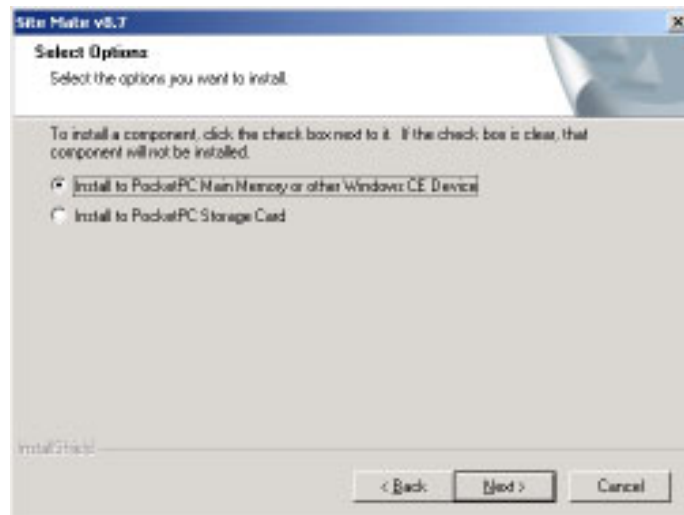 Site Mate v8.7
Select Options
Select the options you want to install.
To install a component, click the check box next to it. If the check box is clear, that
component will not be installed.
Install to PocketPC Main Memory or other Windows CE Device
Install to PocketPC Storage Card
InstallShield
< Back
Next >
Cancel